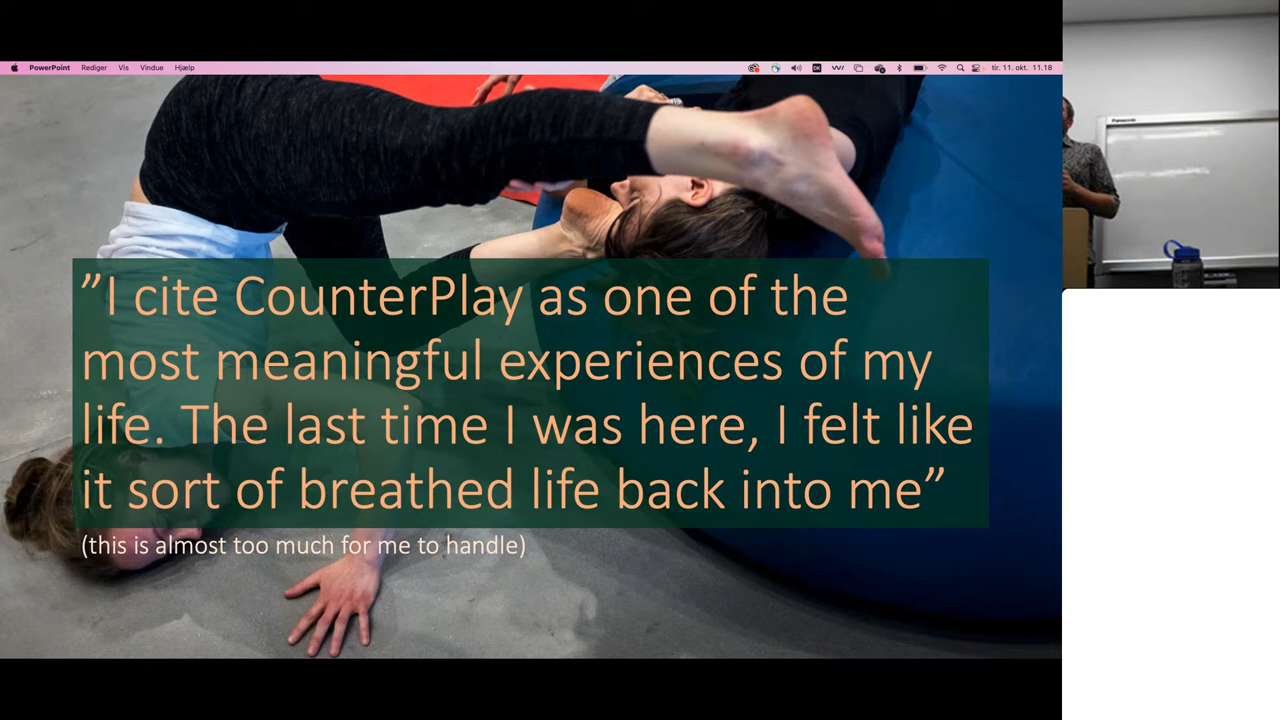 PowerPoint Rediger Vis Vindue Hjælp tir. 11. okt. 11.18
Panasonic
”I cite CounterPlay as one of the
most meaningful experiences of my
life. The last time I was here, I felt like
it sort of breathed life back into me”
(this is almost too much for me to handle)